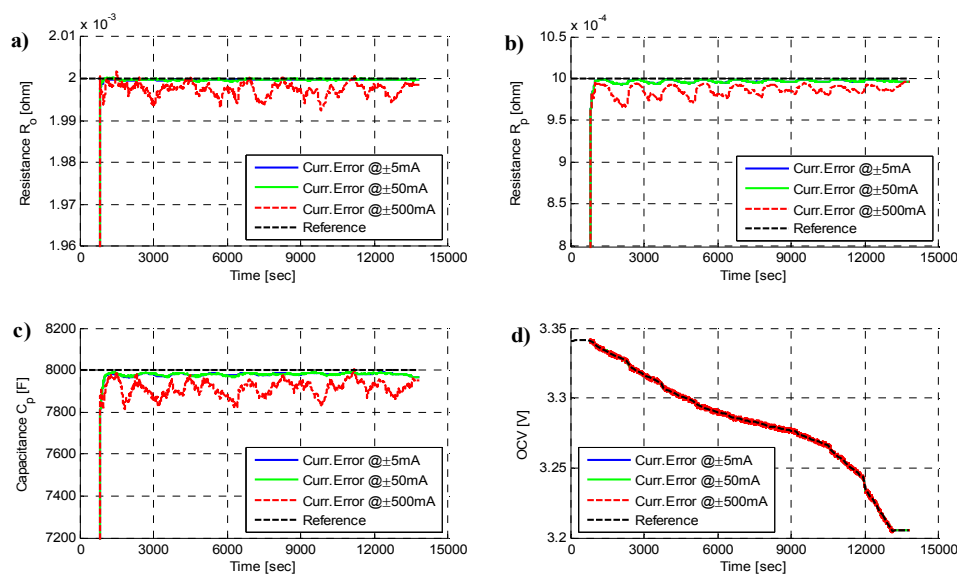 a)
x 10⁻³
2.01
2
1.99
1.98
1.97
1.96
Resistance Rₒ [ohm]
0 3000 6000 9000 12000 15000
Time [sec]
Curr.Error @±5mA
Curr.Error @±50mA
Curr.Error @±500mA
Reference
b)
x 10⁻⁴
10.5
10
9.5
9
8.5
8
Resistance Rₚ [ohm]
0 3000 6000 9000 12000 15000
Time [sec]
Curr.Error @±5mA
Curr.Error @±50mA
Curr.Error @±500mA
Reference
c)
8200
8000
7800
7600
7400
7200
Capacitance Cₚ [F]
0 3000 6000 9000 12000 15000
Time [sec]
Curr.Error @±5mA
Curr.Error @±50mA
Curr.Error @±500mA
Reference
d)
3.35
3.3
3.25
3.2
OCV [V]
0 3000 6000 9000 12000 15000
Time [sec]
Curr.Error @±5mA
Curr.Error @±50mA
Curr.Error @±500mA
Reference